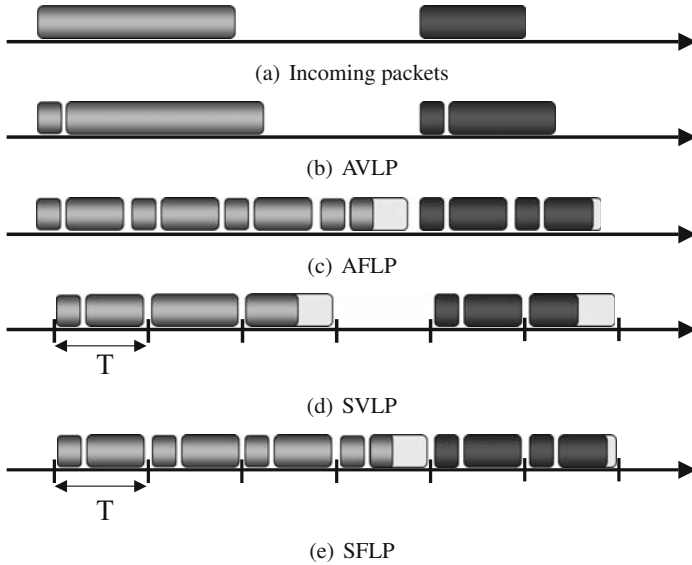 (a) Incoming packets
(b) AVLP
(c) AFLP
T
(d) SVLP
T
(e) SFLP